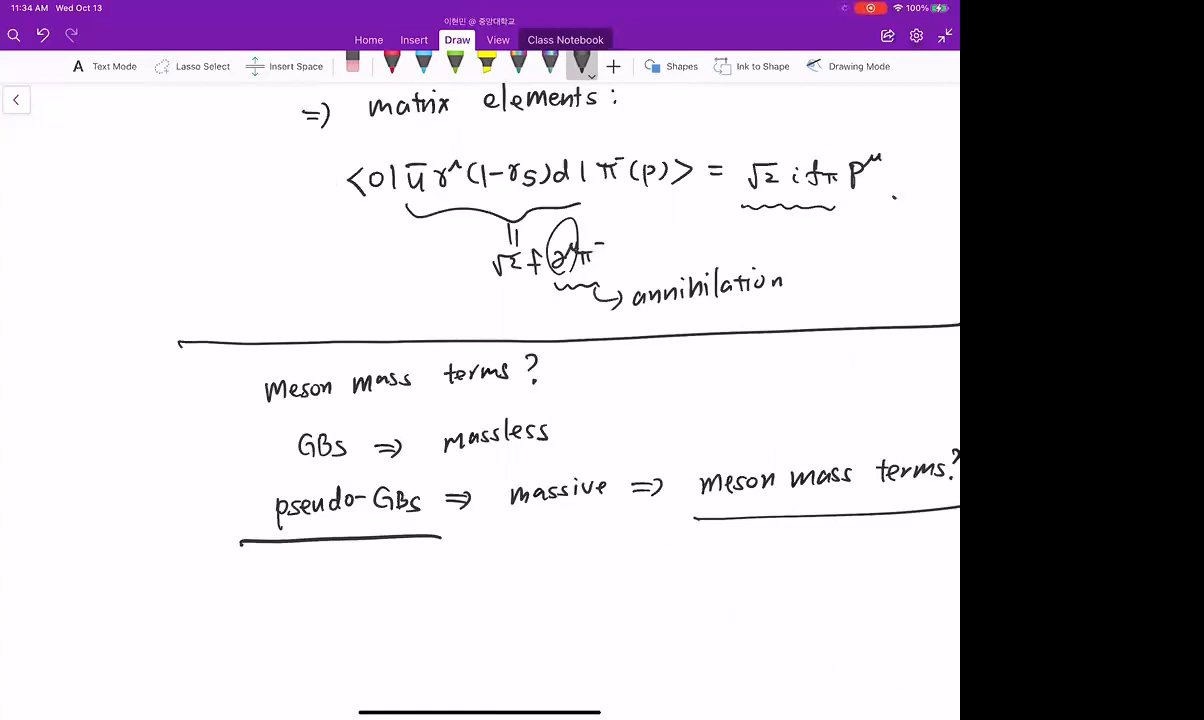 11:34 AM Wed Oct 13
100%
이현민 @ 중앙대학교
Home Insert Draw View Class Notebook
Text Mode Lasso Select Insert Space Shapes Ink to Shape Drawing Mode
=) matrix elements :
<0| ū γ^μ (1-γ5) d | π^- (p) > = √2 i fπ p^μ .
||
√2 f ∂^μ π^-
annihilation
Meson mass terms ?
GBs ⇒ massless
pseudo-GBs ⇒ massive ⇒ meson mass terms?